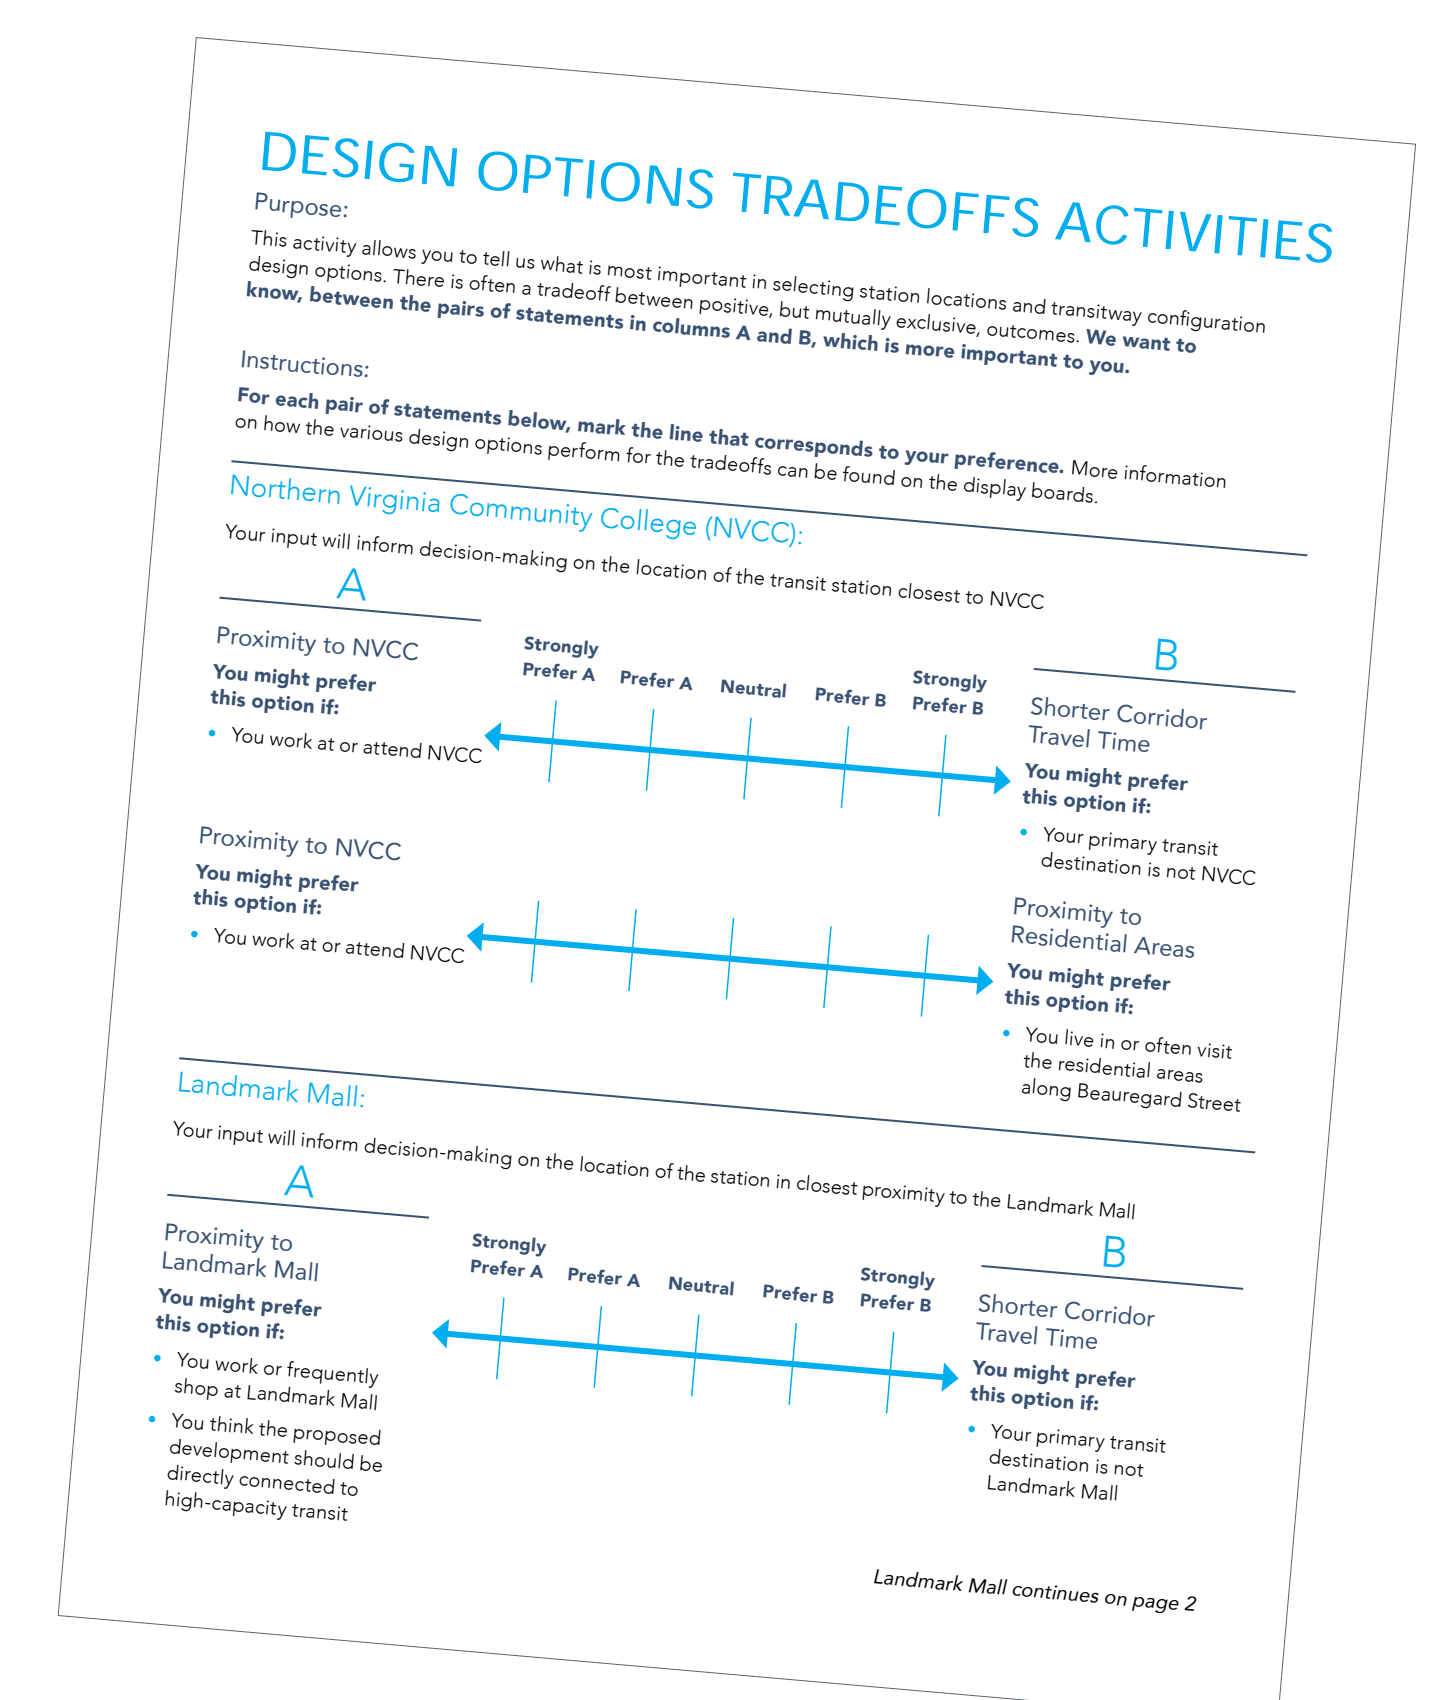 DESIGN OPTIONS TRADEOFFS ACTIVITIES
Purpose:
This activity allows you to tell us what is most important in selecting station locations and transitway configuration
design options. There is often a tradeoff between positive, but mutually exclusive, outcomes. We want to
know, between the pairs of statements in columns A and B, which is more important to you.
Instructions:
For each pair of statements below, mark the line that corresponds to your preference. More information
on how the various design options perform for the tradeoffs can be found on the display boards.
Northern Virginia Community College (NVCC):
Your input will inform decision-making on the location of the transit station closest to NVCC
A
Proximity to NVCC
You might prefer
this option if:
• You work at or attend NVCC
Strongly
Prefer A
Prefer A
Neutral
Prefer B
Strongly
Prefer B
B
Shorter Corridor
Travel Time
You might prefer
this option if:
• Your primary transit
destination is not NVCC
Proximity to NVCC
You might prefer
this option if:
• You work at or attend NVCC
Proximity to
Residential Areas
You might prefer
this option if:
• You live in or often visit
the residential areas
along Beauregard Street
Landmark Mall:
Your input will inform decision-making on the location of the station in closest proximity to the Landmark Mall
A
Proximity to
Landmark Mall
You might prefer
this option if:
• You work or frequently
shop at Landmark Mall
• You think the proposed
development should be
directly connected to
high-capacity transit
Strongly
Prefer A
Prefer A
Neutral
Prefer B
Strongly
Prefer B
B
Shorter Corridor
Travel Time
You might prefer
this option if:
• Your primary transit
destination is not
Landmark Mall
Landmark Mall continues on page 2